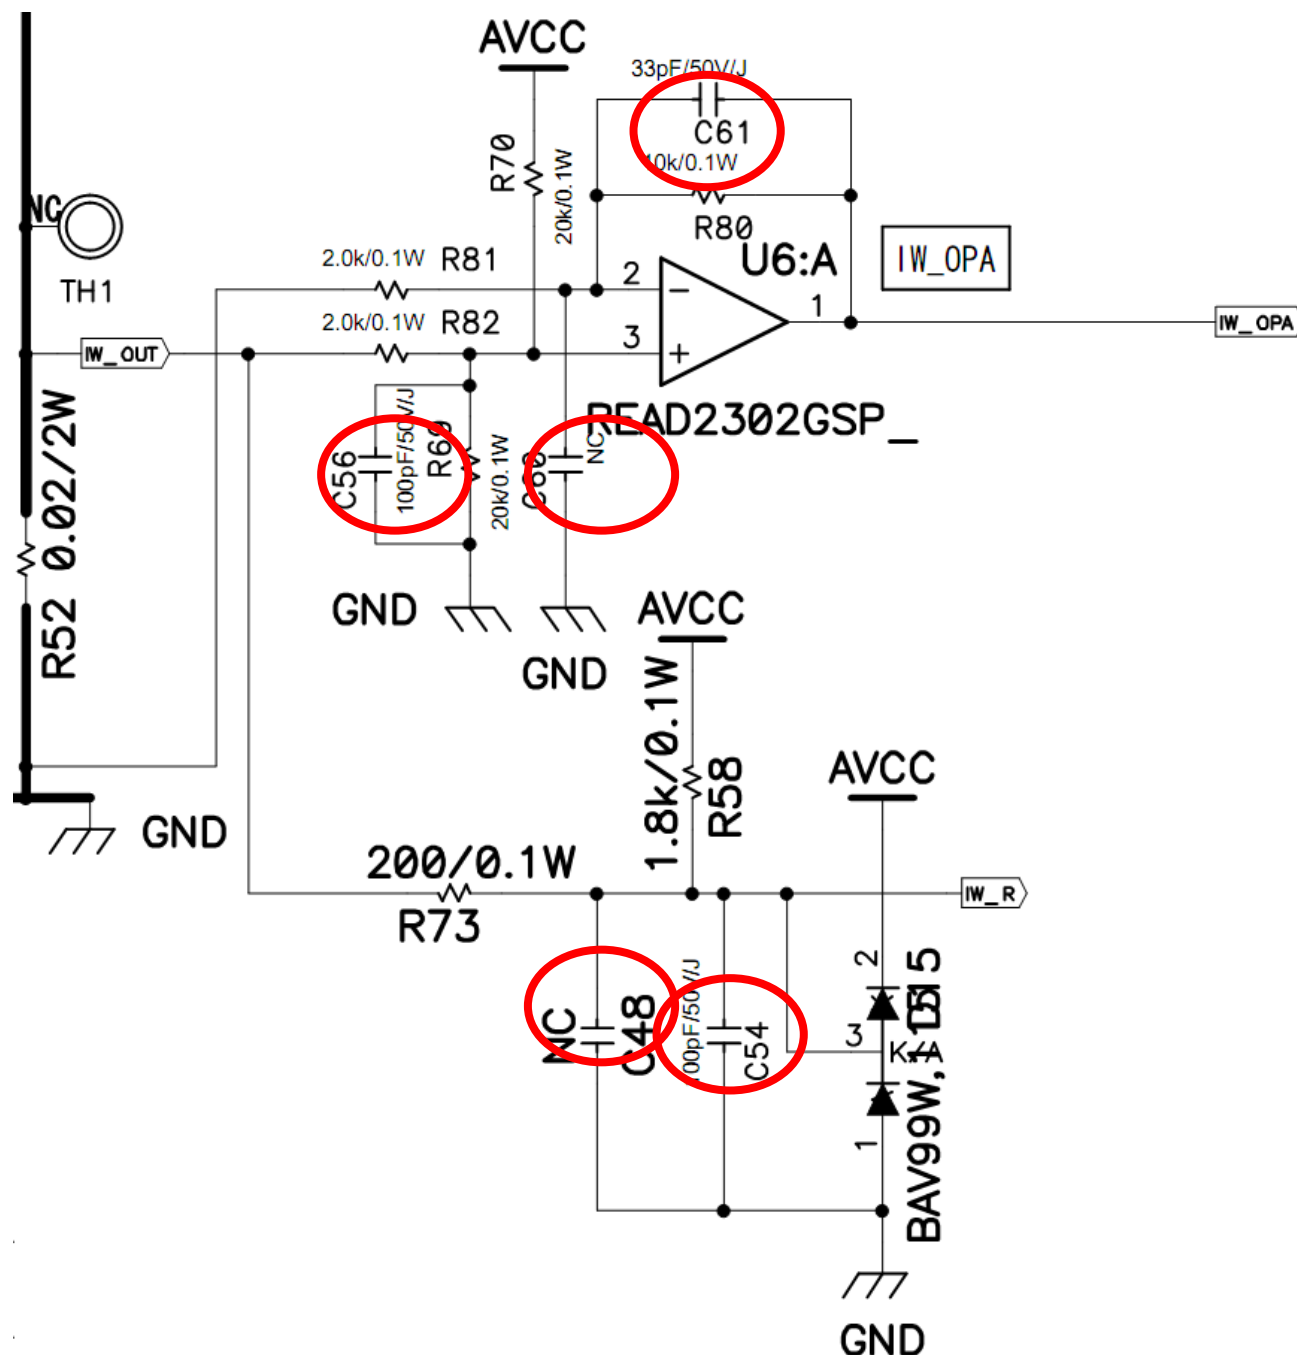 AVCC
33pF/50V/J
C61
10k/0.1W
R80
R70
20k/0.1W
NC
TH1
2.0k/0.1W R81
2.0k/0.1W R82
IW_OUT
2
3
1
U6:A
IW_OPA
IW_OPA
READ2302GSP_
C56
100pF/50V/J
R69
20k/0.1W
C60
NC
GND
GND
R52 0.02/2W
GND
AVCC
1.8k/0.1W
R58
AVCC
200/0.1W
R73
IW_R
NC
C48
100pF/50V/J
C54
2
3
1
K/A
BAV99W,115
GND